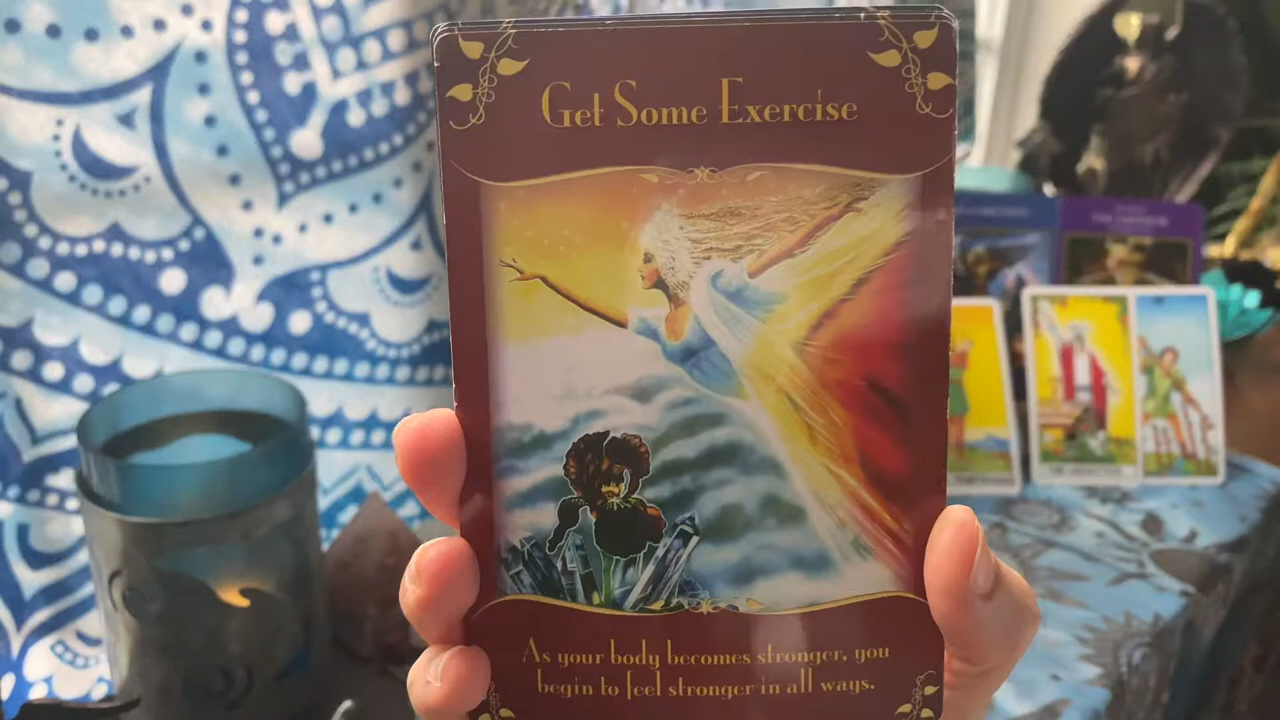 Get Some Exercise
As your body becomes stronger, you
begin to feel stronger in all ways.